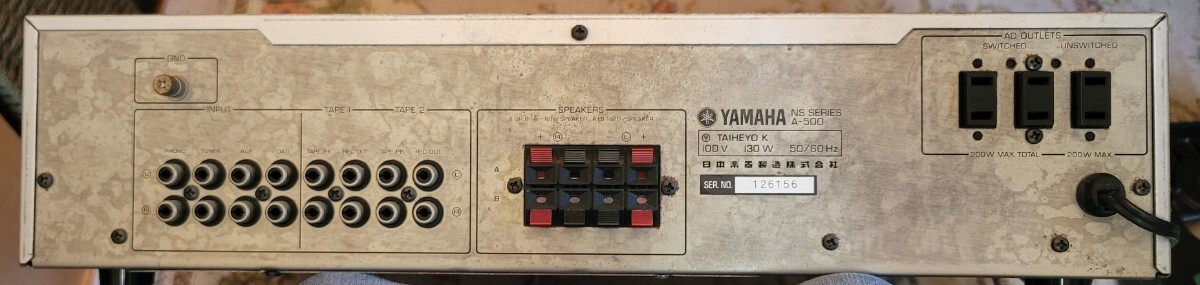 GND
INPUT
TAPE 1
TAPE 2
PHONO
TUNER
AUX
DAD
TAPE PB
REC OUT
TAPE PB
REC OUT
L
R
L
R
SPEAKERS
+ R − − L +
A
B
YAMAHA
NS SERIES
A-500
TAIHEIYO K.
100V 130W 50/60Hz
日本楽器製造株式会社
SER. NO. 126156
AC OUTLETS
SWITCHED
UNSWITCHED
200W MAX. TOTAL
200W MAX.